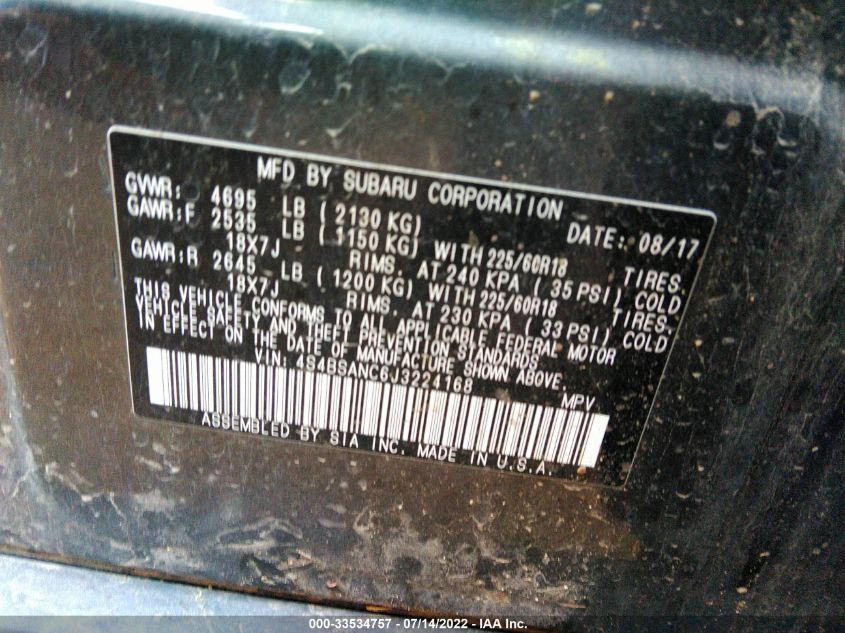 MFD BY SUBARU CORPORATION
GVWR: 4695 LB ( 2130 KG) DATE: 08/17
GAWR:F 2535 LB ( 1150 KG) WITH 225/60R18 TIRES.
18X7J RIMS, AT 240 KPA ( 35 PSI) COLD
GAWR:R 2645 LB ( 1200 KG) WITH 225/60R18 TIRES.
18X7J RIMS, AT 230 KPA ( 33 PSI) COLD
THIS VEHICLE CONFORMS TO ALL APPLICABLE FEDERAL MOTOR
VEHICLE SAFETY AND THEFT PREVENTION STANDARDS
IN EFFECT ON THE DATE OF MANUFACTURE SHOWN ABOVE.
VIN: 4S4BSANC6J3224168 MPV
ASSEMBLED BY SIA INC. MADE IN U.S.A.
000-33534757 - 07/14/2022 - IAA Inc.